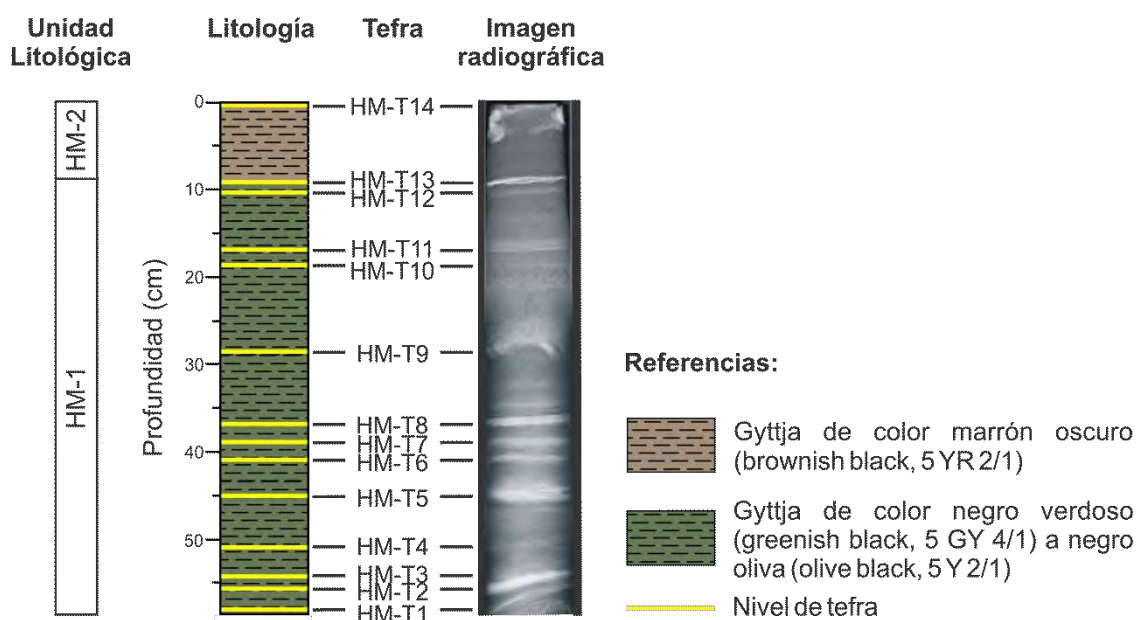 Unidad
Litológica
Litología
Tefra
Imagen
radiográfica
HM-2
HM-1
Profundidad (cm)
0
10
20
30
40
50
HM-T14
HM-T13
HM-T12
HM-T11
HM-T10
HM-T9
HM-T8
HM-T7
HM-T6
HM-T5
HM-T4
HM-T3
HM-T2
HM-T1
Referencias:
Gyttja de color marrón oscuro
(brownish black, 5 YR 2/1)
Gyttja de color negro verdoso
(greenish black, 5 GY 4/1) a negro
oliva (olive black, 5 Y 2/1)
Nivel de tefra